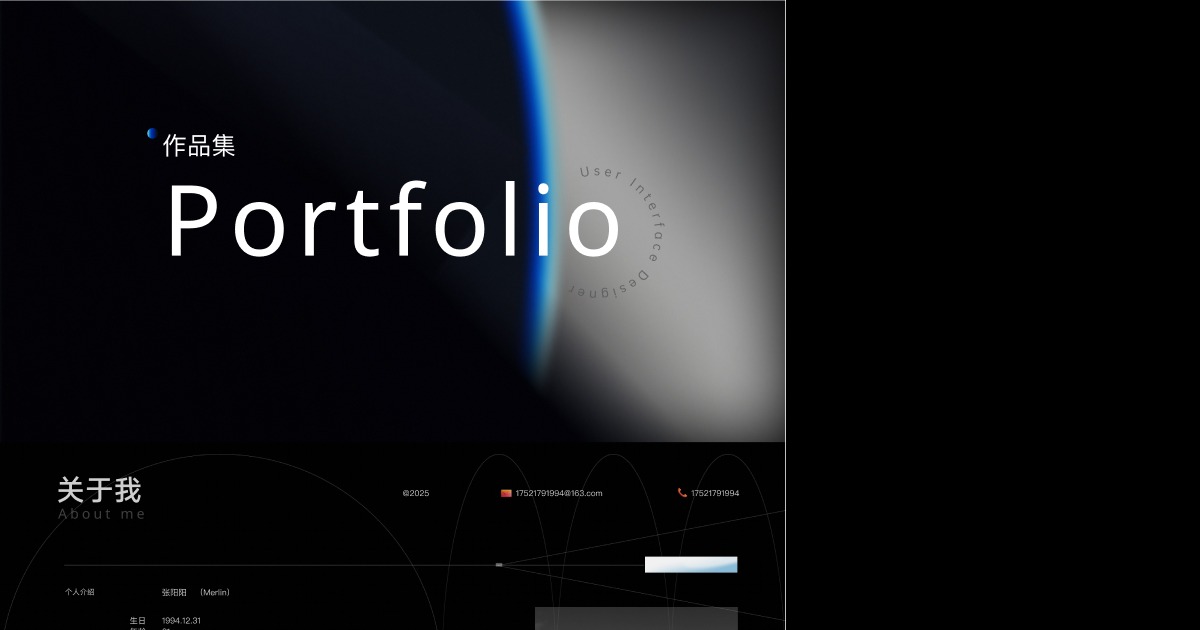 作品集
Portfolio
User Interface Designer
关于我
About me
@2025
17521791994@163.com
17521791994
个人介绍
张阳阳 （Merlin）
生日 1994.12.31